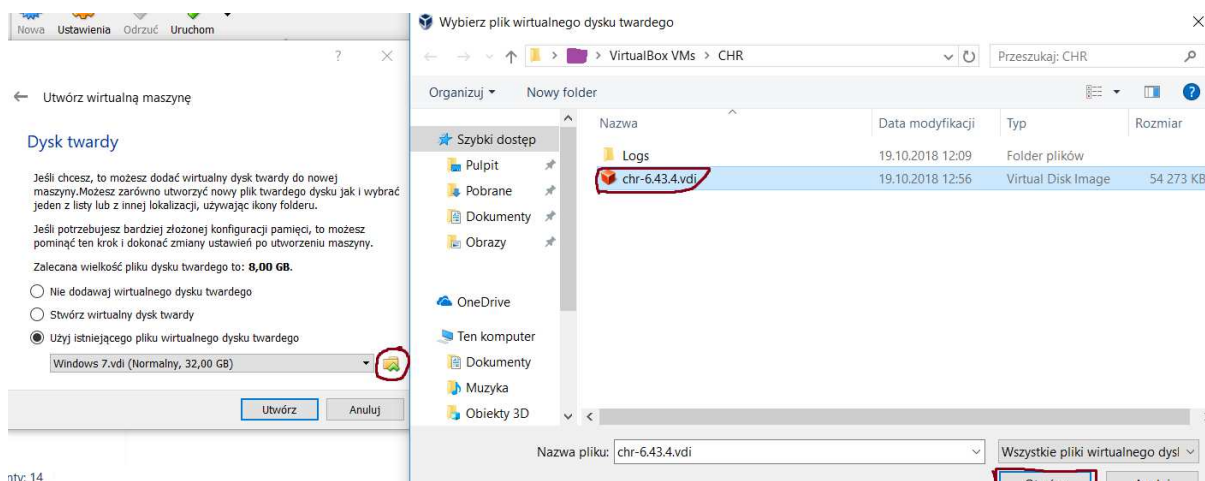 Nowa Ustawienia Odrzuć Uruchom
? ×
← Utwórz wirtualną maszynę
Dysk twardy
Jeśli chcesz, to możesz dodać wirtualny dysk twardy do nowej
maszyny.Możesz zarówno utworzyć nowy plik twardego dysku jak i wybrać
jeden z listy lub z innej lokalizacji, używając ikony folderu.
Jeśli potrzebujesz bardziej złożonej konfiguracji pamięci, to możesz
pominąć ten krok i dokonać zmiany ustawień po utworzeniu maszyny.
Zalecana wielkość pliku dysku twardego to: 8,00 GB.
Nie dodawaj wirtualnego dysku twardego
Stwórz wirtualny dysk twardy
Użyj istniejącego pliku wirtualnego dysku twardego
Windows 7.vdi (Normalny, 32,00 GB)
Utwórz Anuluj
14
Wybierz plik wirtualnego dysku twardego
> VirtualBox VMs > CHR
Przeszukaj: CHR
Organizuj Nowy folder
Szybki dostęp
Pulpit
Pobrane
Dokumenty
Obrazy
OneDrive
Ten komputer
Dokumenty
Muzyka
Obiekty 3D
Nazwa Data modyfikacji Typ Rozmiar
Logs 19.10.2018 12:09 Folder plików
chr-6.43.4.vdi 19.10.2018 12:56 Virtual Disk Image 54 273 KB
Nazwa pliku: chr-6.43.4.vdi
Wszystkie pliki wirtualnego